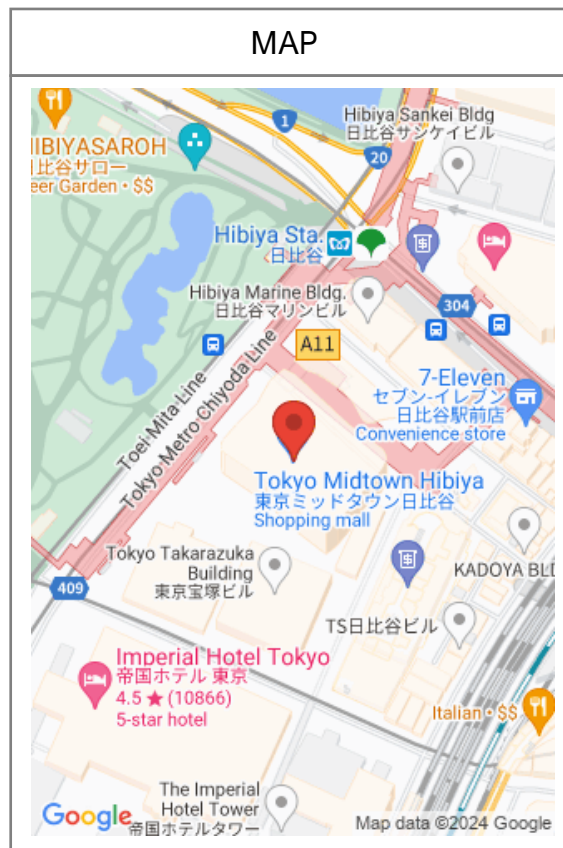 MAP
1
Hibiya Sankei Bldg
日比谷サンケイビル
HIBIYASAROH
日比谷サロー
eer Garden • $$
20
Hibiya Sta.
日比谷
304
Hibiya Marine Bldg.
日比谷マリンビル
A11
7-Eleven
セブン-イレブン
日比谷駅前店
Convenience store
Toei Mita Line
Tokyo Metro Chiyoda Line
Tokyo Midtown Hibiya
東京ミッドタウン日比谷
Shopping mall
Tokyo Takarazuka
Building
東京宝塚ビル
KADOYA BLD
409
TS日比谷ビル
Imperial Hotel Tokyo
帝国ホテル 東京
4.5 ★ (10866)
5-star hotel
Italian • $$
The Imperial
Hotel Tower
帝国ホテルタワー
Google
Map data ©2024 Google